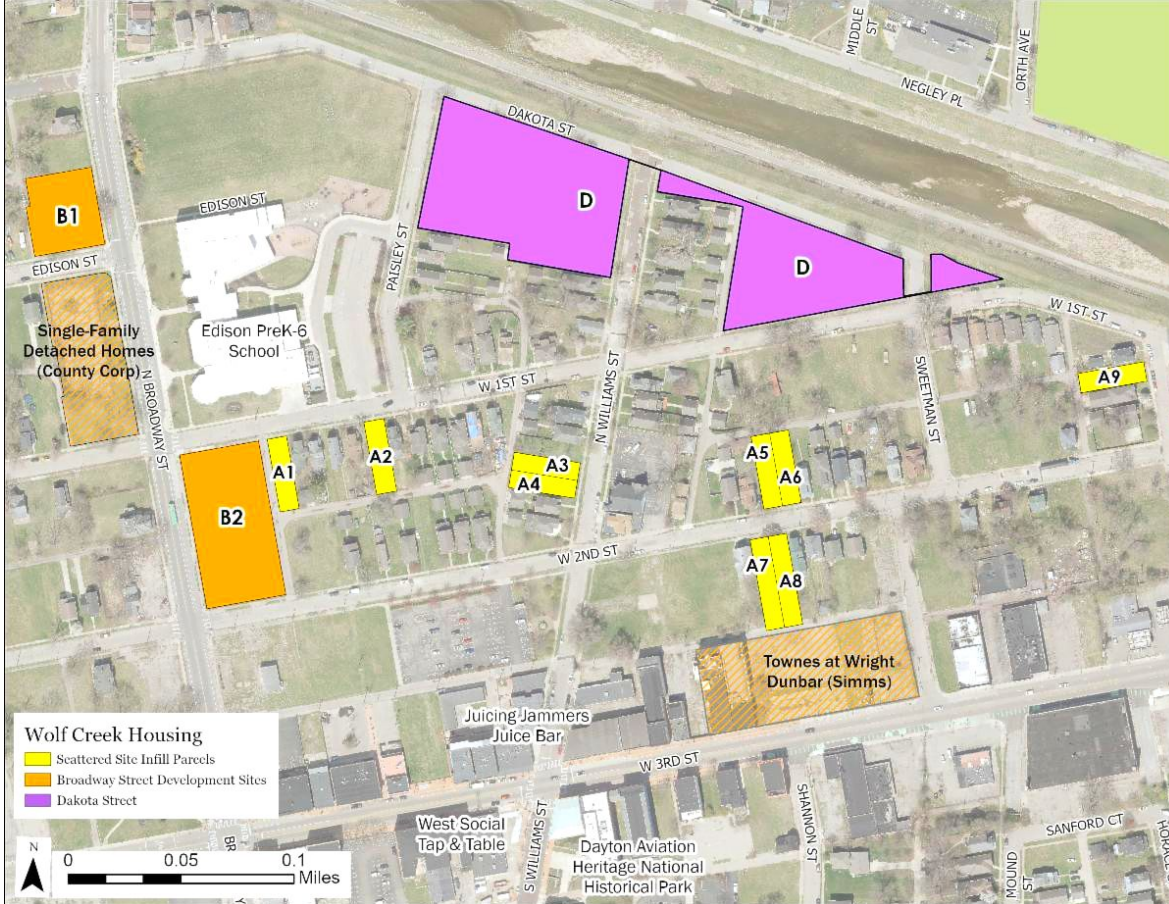 MIDDLE
ST
ORTH AVE
NEGLEY PL
DAKOTA ST
B1
EDISON ST
D
D
PAISLEY ST
EDISON ST
Single-Family
Detached Homes
(County Corp)
Edison PreK-6
School
N BROADWAY ST
W 1ST ST
W 1ST ST
N WILLIAMS ST
SWEETMAN ST
A9
A1
A2
A3
A4
A5
A6
B2
W 2ND ST
A7
A8
Townes at Wright
Dunbar (Simms)
Juicing Jammers
Juice Bar
W 3RD ST
Wolf Creek Housing
Scattered Site Infill Parcels
Broadway Street Development Sites
Dakota Street
West Social
Tap & Table
S WILLIAMS ST
Dayton Aviation
Heritage National
Historical Park
SHANNON ST
SANFORD CT
MOUND
ST
N
0 0.05 0.1
Miles